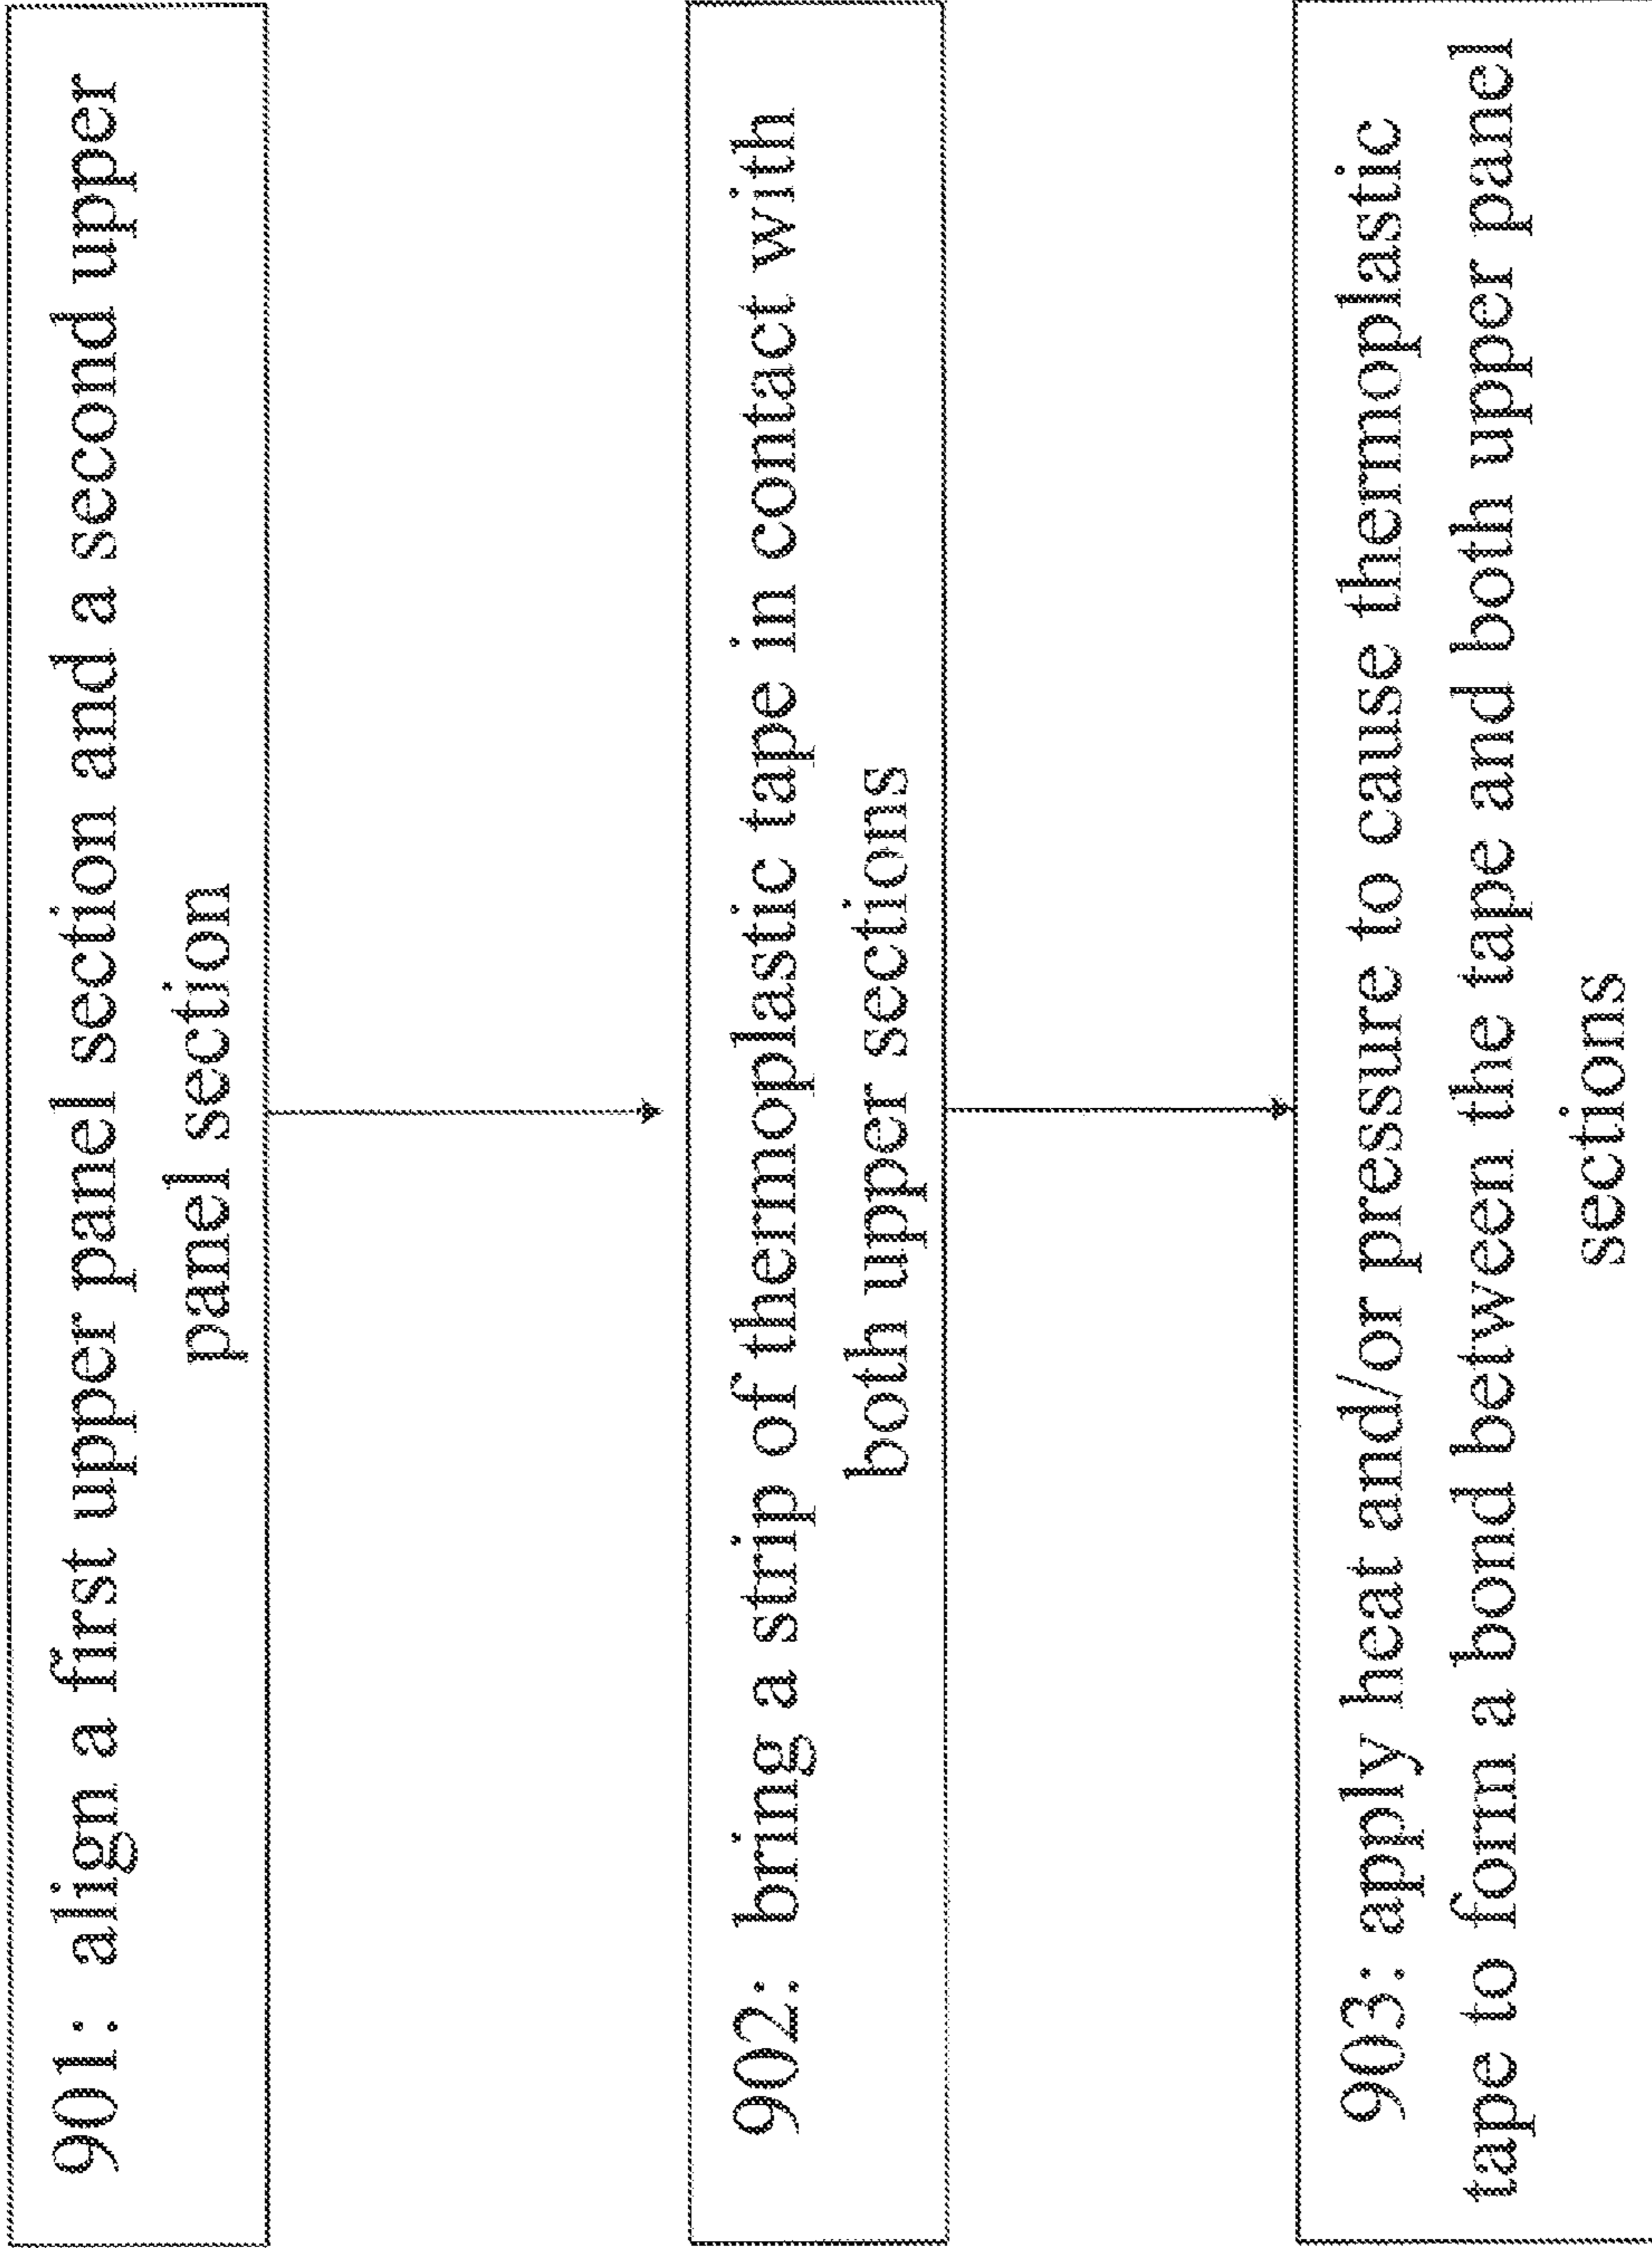 901: align a first upper panel section and a second upper
panel section
902: bring a strip of thermoplastic tape in contact with
both upper sections
903: apply heat and/or pressure to cause thermoplastic
tape to form a bond between the tape and both upper panel
sections